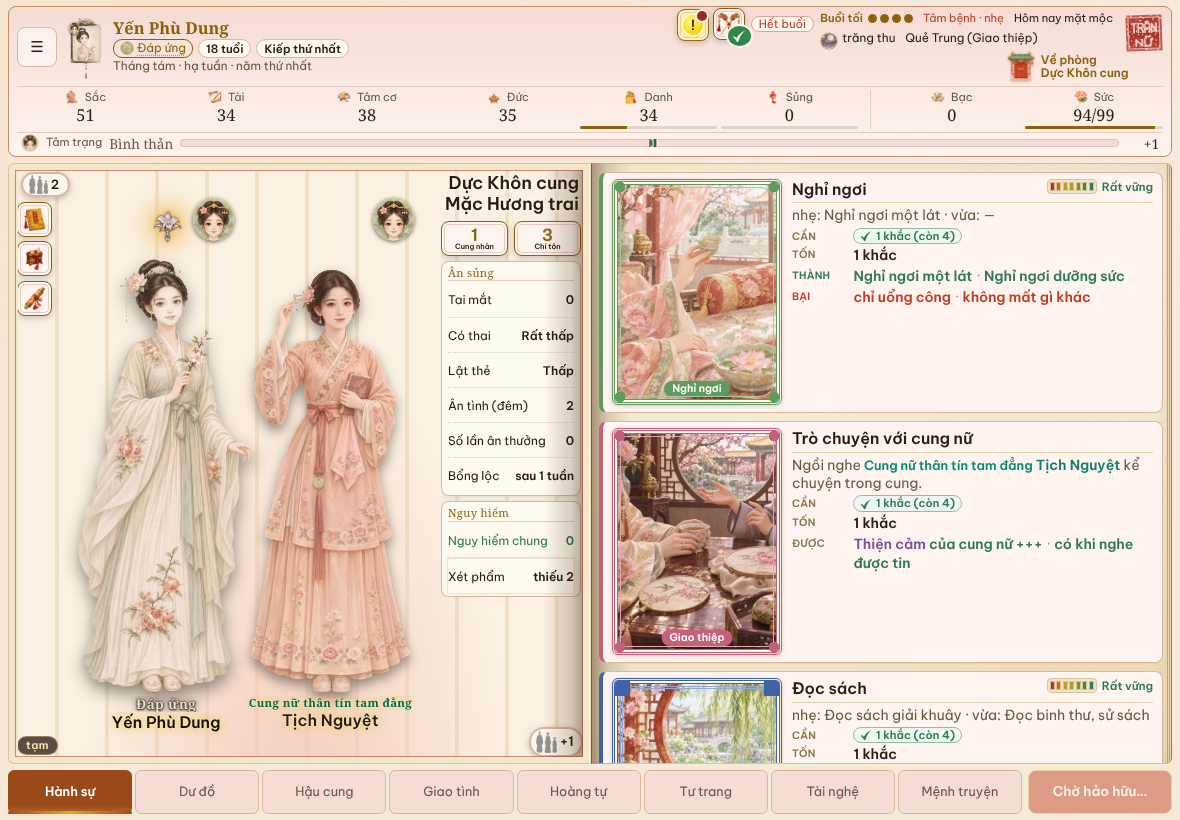 ☰
Yến Phù Dung
Đáp ứng
18 tuổi
Kiếp thứ nhất
Tháng tám · hạ tuần · năm thứ nhất
!
Hết buổi
Buổi tối
Tâm bệnh · nhẹ
Hôm nay mặt mộc
trăng thu
Quế Trung (Giao thiệp)
Về phòng
Dực Khôn cung
TRÂN
NỮ
Sắc
51
Tài
34
Tâm cơ
38
Đức
35
Danh
34
Sủng
0
Bạc
0
Sức
94/99
Tâm trạng
Bình thản
+1
2
Dực Khôn cung
Mặc Hương trai
1
Cung nhân
3
Chí tôn
Ân sủng
Tai mắt 0
Có thai Rất thấp
Lật thẻ Thấp
Ân tình (đêm) 2
Số lần ân thưởng 0
Bổng lộc sau 1 tuần
Nguy hiểm
Nguy hiểm chung 0
Xét phẩm thiếu 2
Đáp ứng
Yến Phù Dung
Cung nữ thân tín tam đẳng
Tịch Nguyệt
tạm
+1
Nghỉ ngơi
Nghỉ ngơi
Rất vững
nhẹ: Nghỉ ngơi một lát · vừa: —
CẦN ✓ 1 khắc (còn 4)
TỐN 1 khắc
THÀNH Nghỉ ngơi một lát · Nghỉ ngơi dưỡng sức
BẠI chỉ uổng công · không mất gì khác
Giao thiệp
Trò chuyện với cung nữ
Ngồi nghe Cung nữ thân tín tam đẳng Tịch Nguyệt kể
chuyện trong cung.
CẦN ✓ 1 khắc (còn 4)
TỐN 1 khắc
ĐƯỢC Thiện cảm của cung nữ +++ · có khi nghe
được tin
Đọc sách
Rất vững
nhẹ: Đọc sách giải khuây · vừa: Đọc binh thư, sử sách
CẦN ✓ 1 khắc (còn 4)
TỐN 1 khắc
Hành sự
Dư đồ
Hậu cung
Giao tình
Hoàng tự
Tư trang
Tài nghệ
Mệnh truyện
Chờ hảo hữu…